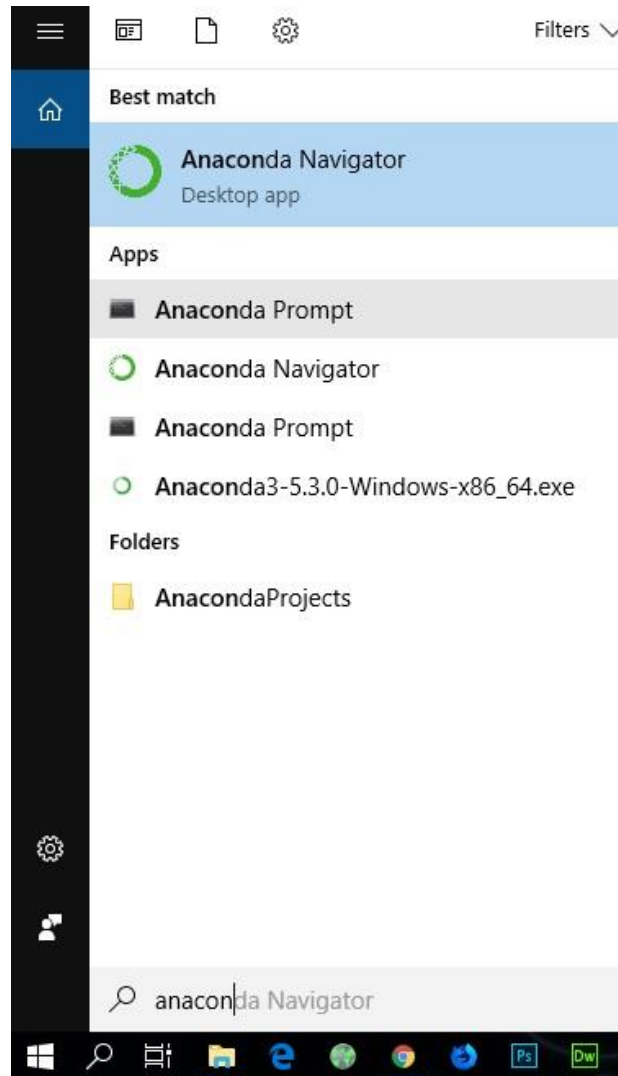 Filters
Best match
Anaconda Navigator
Desktop app
Apps
Anaconda Prompt
Anaconda Navigator
Anaconda Prompt
Anaconda3-5.3.0-Windows-x86_64.exe
Folders
AnacondaProjects
anaconda Navigator
Ps Dw